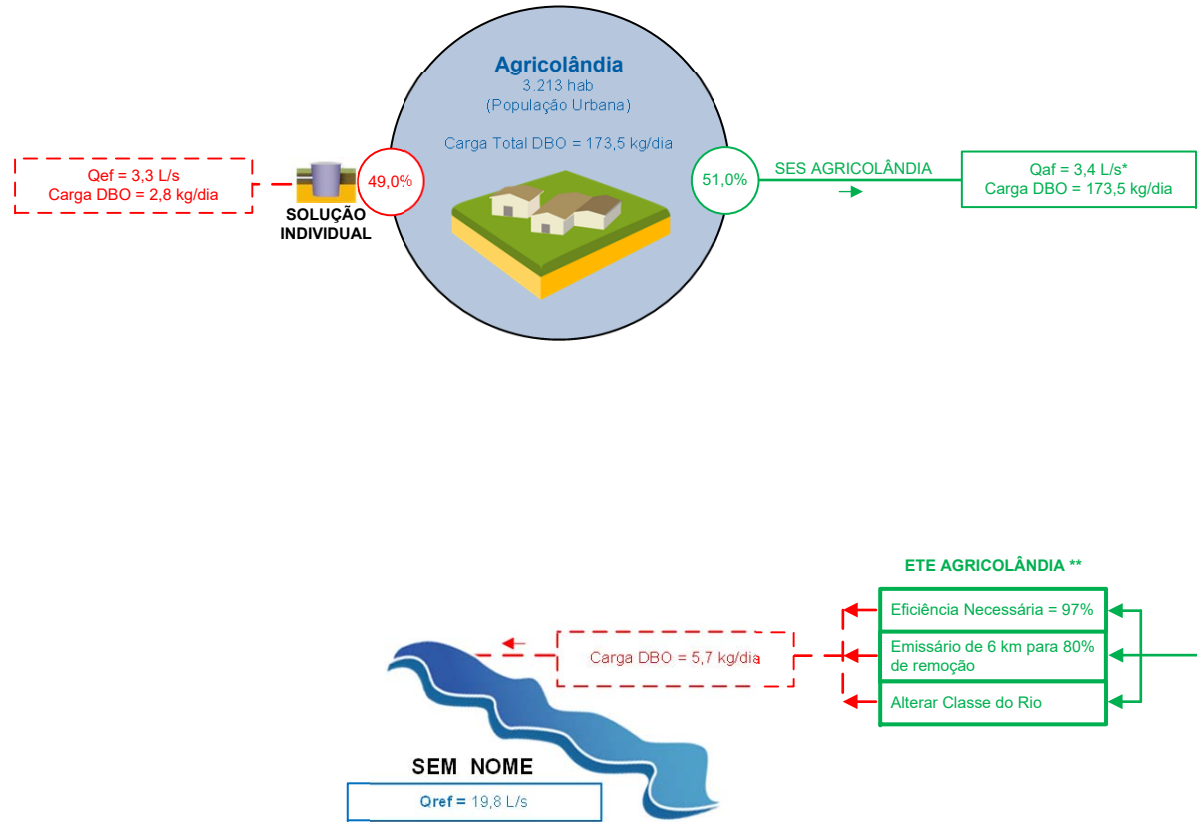 Agricolândia
3.213 hab
(População Urbana)
Carga Total DBO = 173,5 kg/dia
Qef = 3,3 L/s
Carga DBO = 2,8 kg/dia
SOLUÇÃO
INDIVIDUAL
49,0%
51,0%
SES AGRICOLÂNDIA
Qaf = 3,4 L/s*
Carga DBO = 173,5 kg/dia
ETE AGRICOLÂNDIA **
Eficiência Necessária = 97%
Emissário de 6 km para 80%
de remoção
Alterar Classe do Rio
Carga DBO = 5,7 kg/dia
SEM NOME
Qref = 19,8 L/s